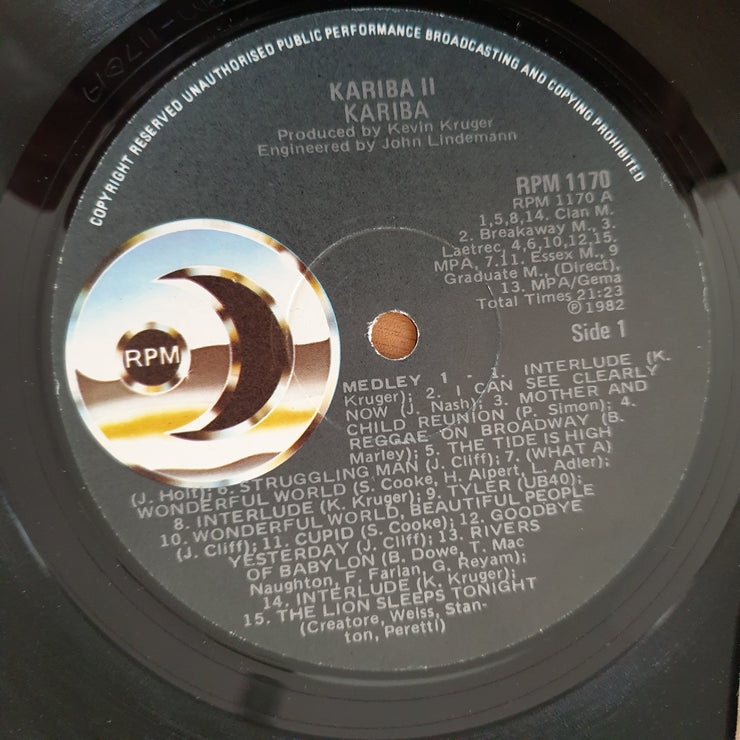 COPYRIGHT RESERVED UNAUTHORISED PUBLIC PERFORMANCE BROADCASTING AND COPYING PROHIBITED
KARIBA II
KARIBA
Produced by Kevin Kruger
Engineered by John Lindemann
RPM 1170
RPM 1170 A
1,5,8,14. Clan M.
2. Breakaway M., 3.
Laetrec, 4,6,10,12,15.
MPA, 7.11. Essex M., 9
Graduate M., (Direct),
13. MPA/Gema
Total Times 21:23
℗ 1982
Side 1
RPM
MEDLEY 1 - 1. INTERLUDE (K.
Kruger); 2. I CAN SEE CLEARLY
NOW (J. Nash); 3. MOTHER AND
CHILD REUNION (P. Simon); 4.
REGGAE ON BROADWAY (B.
Marley); 5. THE TIDE IS HIGH
(J. Holt); 6. STRUGGLING MAN (J. Cliff); 7. (WHAT A)
WONDERFUL WORLD (S. Cooke, H. Alpert, L. Adler);
8. INTERLUDE (K. Kruger); 9. TYLER (UB40);
10. WONDERFUL WORLD, BEAUTIFUL PEOPLE
(J. Cliff); 11. CUPID (S. Cooke); 12. GOODBYE
YESTERDAY (J. Cliff); 13. RIVERS
OF BABYLON (B. Dowe, T. Mac
Naughton, F. Farlan, G. Reyam);
14. INTERLUDE (K. Kruger);
15. THE LION SLEEPS TONIGHT
(Creatore, Weiss, Stan-
ton, Peretti)